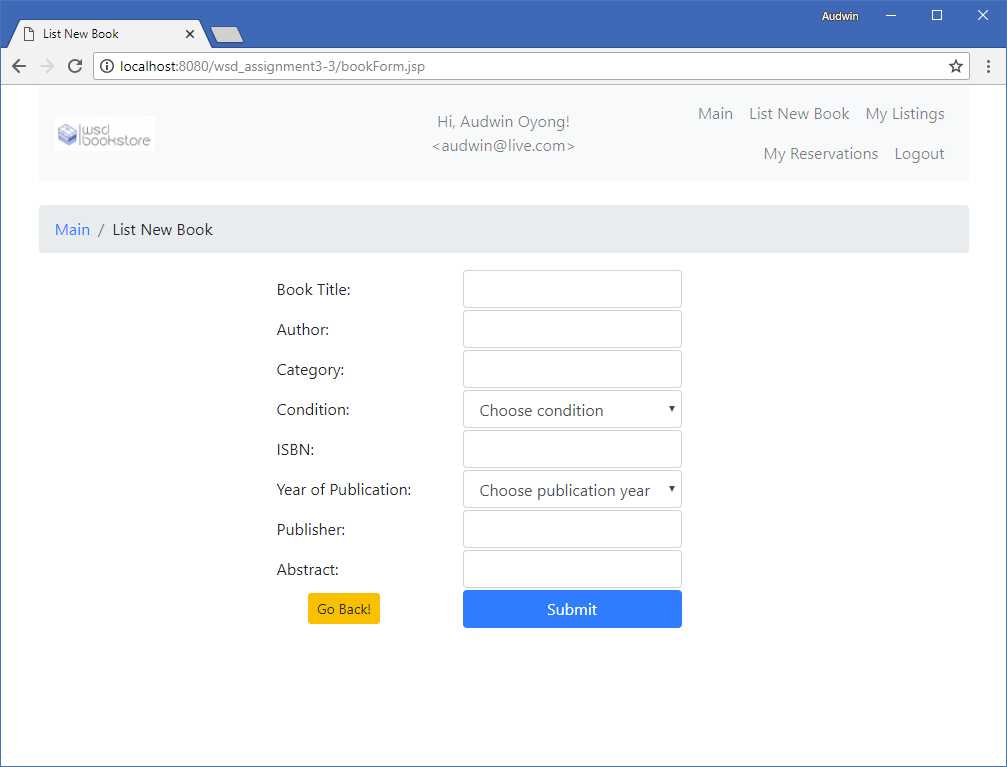 Audwin
List New Book
localhost:8080/wsd_assignment3-3/bookForm.jsp
wsd
bookstore
Hi, Audwin Oyong!
<audwin@live.com>
Main List New Book My Listings
My Reservations Logout
Main / List New Book
Book Title:
Author:
Category:
Condition: Choose condition
ISBN:
Year of Publication: Choose publication year
Publisher:
Abstract:
Go Back! Submit